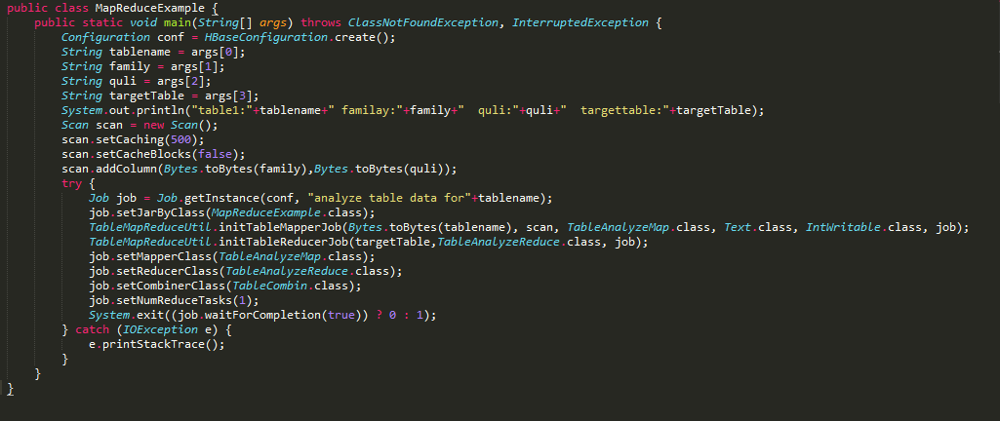 public class MapReduceExample {
    public static void main(String[] args) throws ClassNotFoundException, InterruptedException {
        Configuration conf = HBaseConfiguration.create();
        String tablename = args[0];
        String family = args[1];
        String quli = args[2];
        String targetTable = args[3];
        System.out.println("table1:"+tablename+" familay:"+family+"  quli:"+quli+"  targettable:"+targetTable);
        Scan scan = new Scan();
        scan.setCaching(500);
        scan.setCacheBlocks(false);
        scan.addColumn(Bytes.toBytes(family),Bytes.toBytes(quli));
        try {
            Job job = Job.getInstance(conf, "analyze table data for"+tablename);
            job.setJarByClass(MapReduceExample.class);
            TableMapReduceUtil.initTableMapperJob(Bytes.toBytes(tablename), scan, TableAnalyzeMap.class, Text.class, IntWritable.class, job);
            TableMapReduceUtil.initTableReducerJob(targetTable,TableAnalyzeReduce.class, job);
            job.setMapperClass(TableAnalyzeMap.class);
            job.setReducerClass(TableAnalyzeReduce.class);
            job.setCombinerClass(TableCombin.class);
            job.setNumReduceTasks(1);
            System.exit((job.waitForCompletion(true)) ? 0 : 1);
        } catch (IOException e) {
            e.printStackTrace();
        }
    }
}